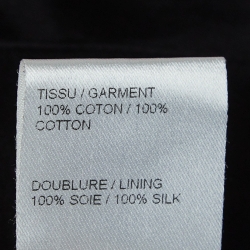 TISSU / GARMENT
100% COTON / 100%
COTTON
DOUBLURE / LINING
100% SOIE / 100% SILK